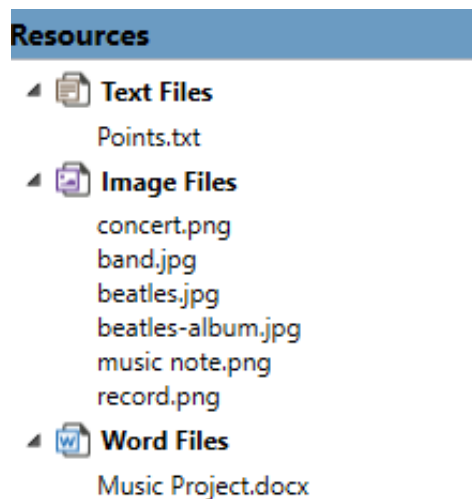 Resources
Text Files
Points.txt
Image Files
concert.png
band.jpg
beatles.jpg
beatles-album.jpg
music note.png
record.png
Word Files
Music Project.docx